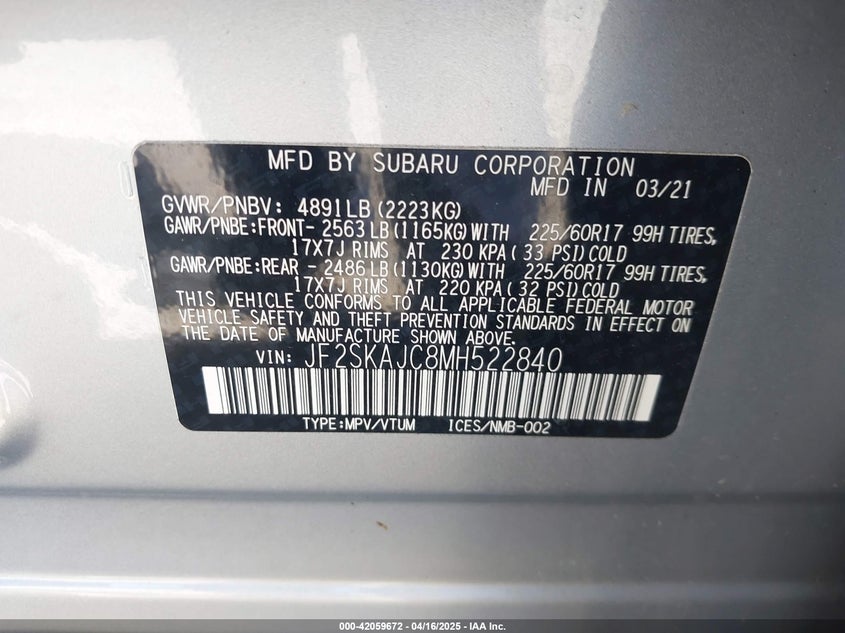 MFD BY SUBARU CORPORATION
MFD IN 03/21
GVWR/PNBV: 4891LB(2223KG)
GAWR/PNBE:FRONT- 2563LB(1165KG)WITH 225/60R17 99H TIRES,
17X7J RIMS AT 230 KPA( 33 PSI)COLD
GAWR/PNBE:REAR - 2486LB(1130KG)WITH 225/60R17 99H TIRES,
17X7J RIMS AT 220 KPA( 32 PSI)COLD
THIS VEHICLE CONFORMS TO ALL APPLICABLE FEDERAL MOTOR
VEHICLE SAFETY AND THEFT PREVENTION STANDARDS IN EFFECT ON
THE DATE OF MANUFACTURE SHOWN ABOVE.
VIN: JF2SKAJC8MH522840
TYPE:MPV/VTUM ICES/NMB-002
000-42059672 - 04/16/2025 - IAA Inc.